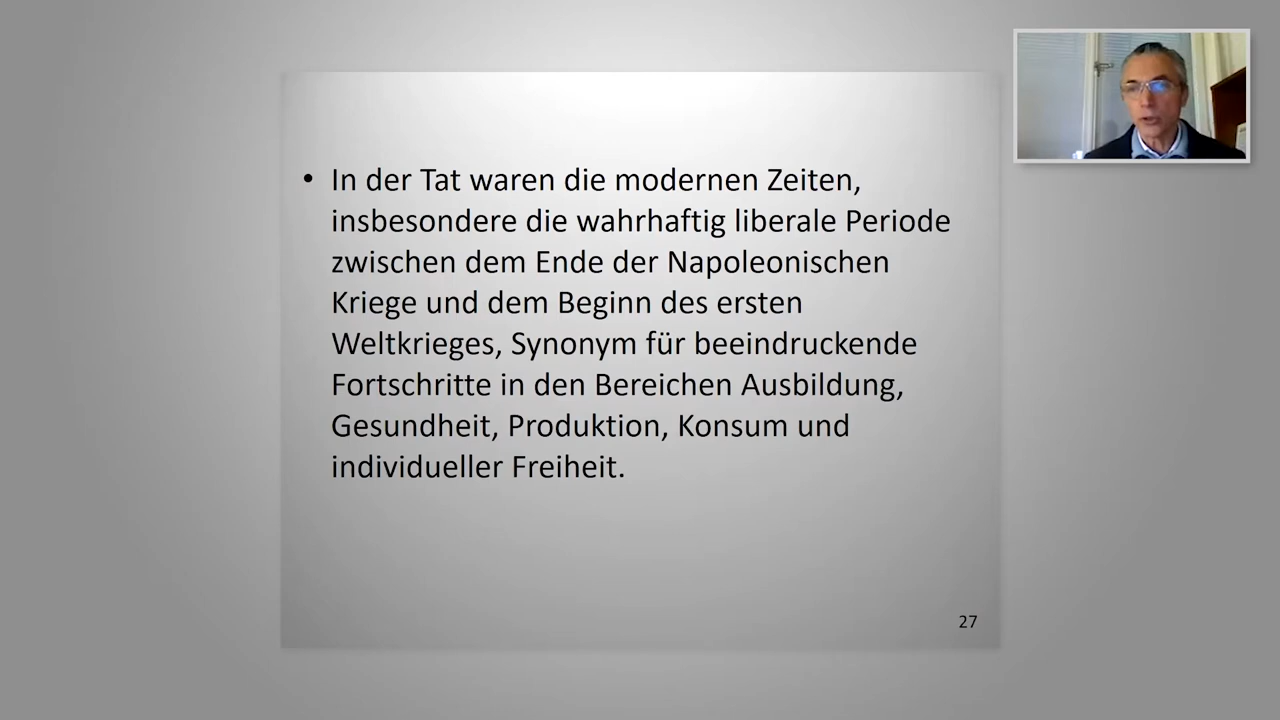 • In der Tat waren die modernen Zeiten,
insbesondere die wahrhaftig liberale Periode
zwischen dem Ende der Napoleonischen
Kriege und dem Beginn des ersten
Weltkrieges, Synonym für beeindruckende
Fortschritte in den Bereichen Ausbildung,
Gesundheit, Produktion, Konsum und
individueller Freiheit.
27